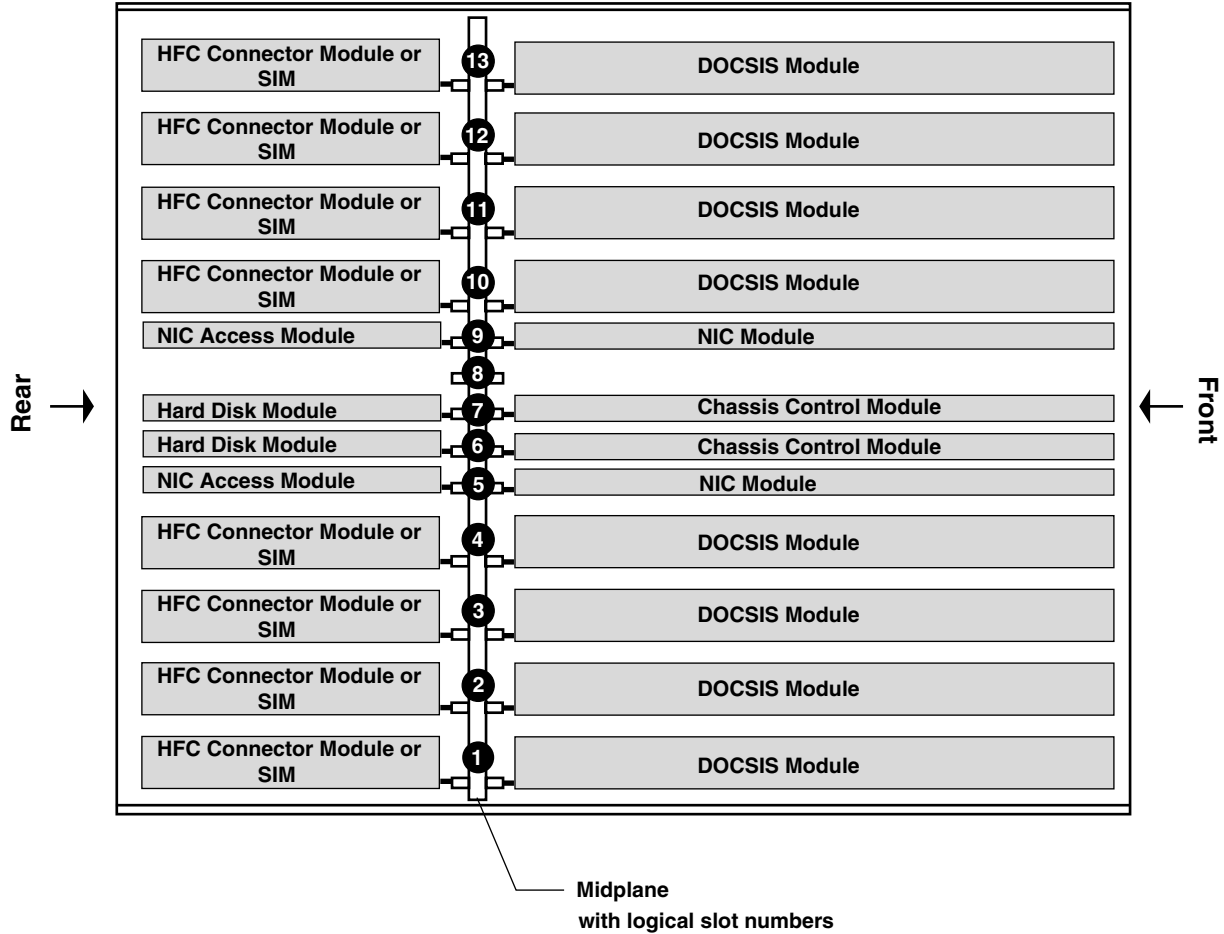 HFC Connector Module or
SIM
13
DOCSIS Module
HFC Connector Module or
SIM
12
DOCSIS Module
HFC Connector Module or
SIM
11
DOCSIS Module
HFC Connector Module or
SIM
10
DOCSIS Module
NIC Access Module
9
NIC Module
8
Rear
Front
Hard Disk Module
7
Chassis Control Module
Hard Disk Module
6
Chassis Control Module
NIC Access Module
5
NIC Module
HFC Connector Module or
SIM
4
DOCSIS Module
HFC Connector Module or
SIM
3
DOCSIS Module
HFC Connector Module or
SIM
2
DOCSIS Module
HFC Connector Module or
SIM
1
DOCSIS Module
Midplane
with logical slot numbers